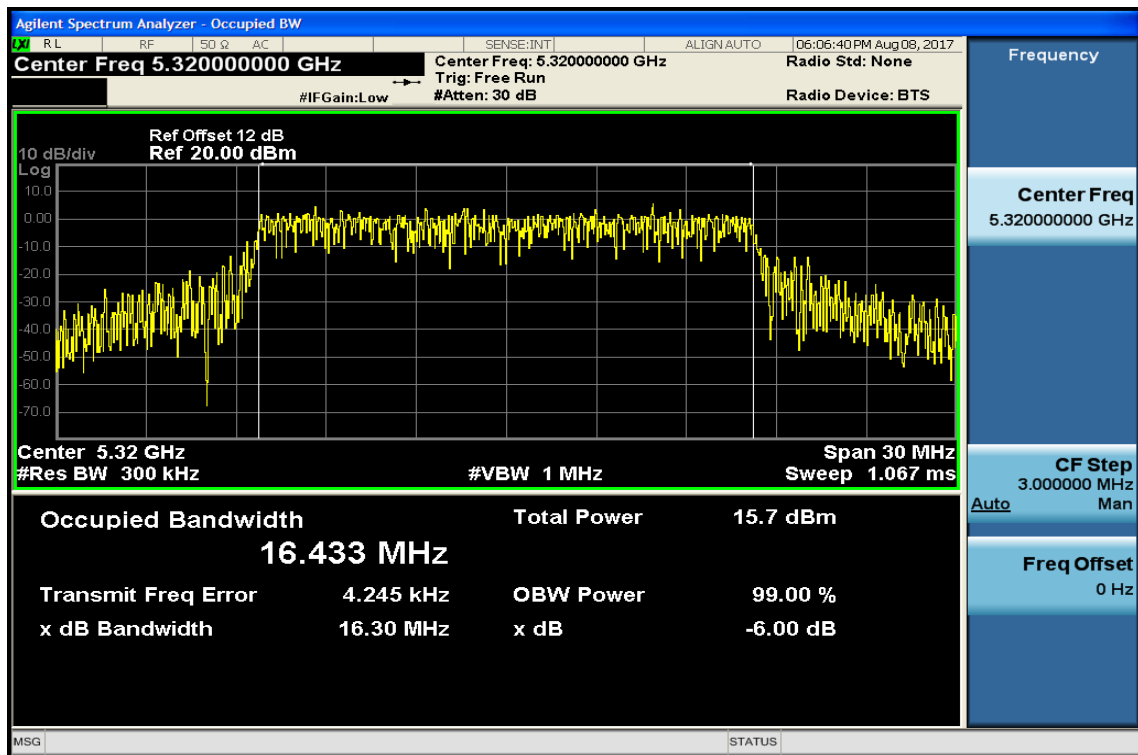 Agilent Spectrum Analyzer - Occupied BW
LXI RL RF 50 Ω AC SENSE:INT ALIGN AUTO 06:06:40 PM Aug 08, 2017
Center Freq 5.320000000 GHz
Center Freq: 5.320000000 GHz
Radio Std: None
Trig: Free Run
#IFGain:Low
#Atten: 30 dB
Radio Device: BTS
Ref Offset 12 dB
10 dB/div Ref 20.00 dBm
Log
10.0
0.00
-10.0
-20.0
-30.0
-40.0
-50.0
-60.0
-70.0
Center 5.32 GHz Span 30 MHz
#Res BW 300 kHz #VBW 1 MHz Sweep 1.067 ms
Occupied Bandwidth Total Power 15.7 dBm
16.433 MHz
Transmit Freq Error 4.245 kHz OBW Power 99.00 %
x dB Bandwidth 16.30 MHz x dB -6.00 dB
MSG STATUS
Frequency
Center Freq
5.320000000 GHz
CF Step
3.000000 MHz
Auto Man
Freq Offset
0 Hz